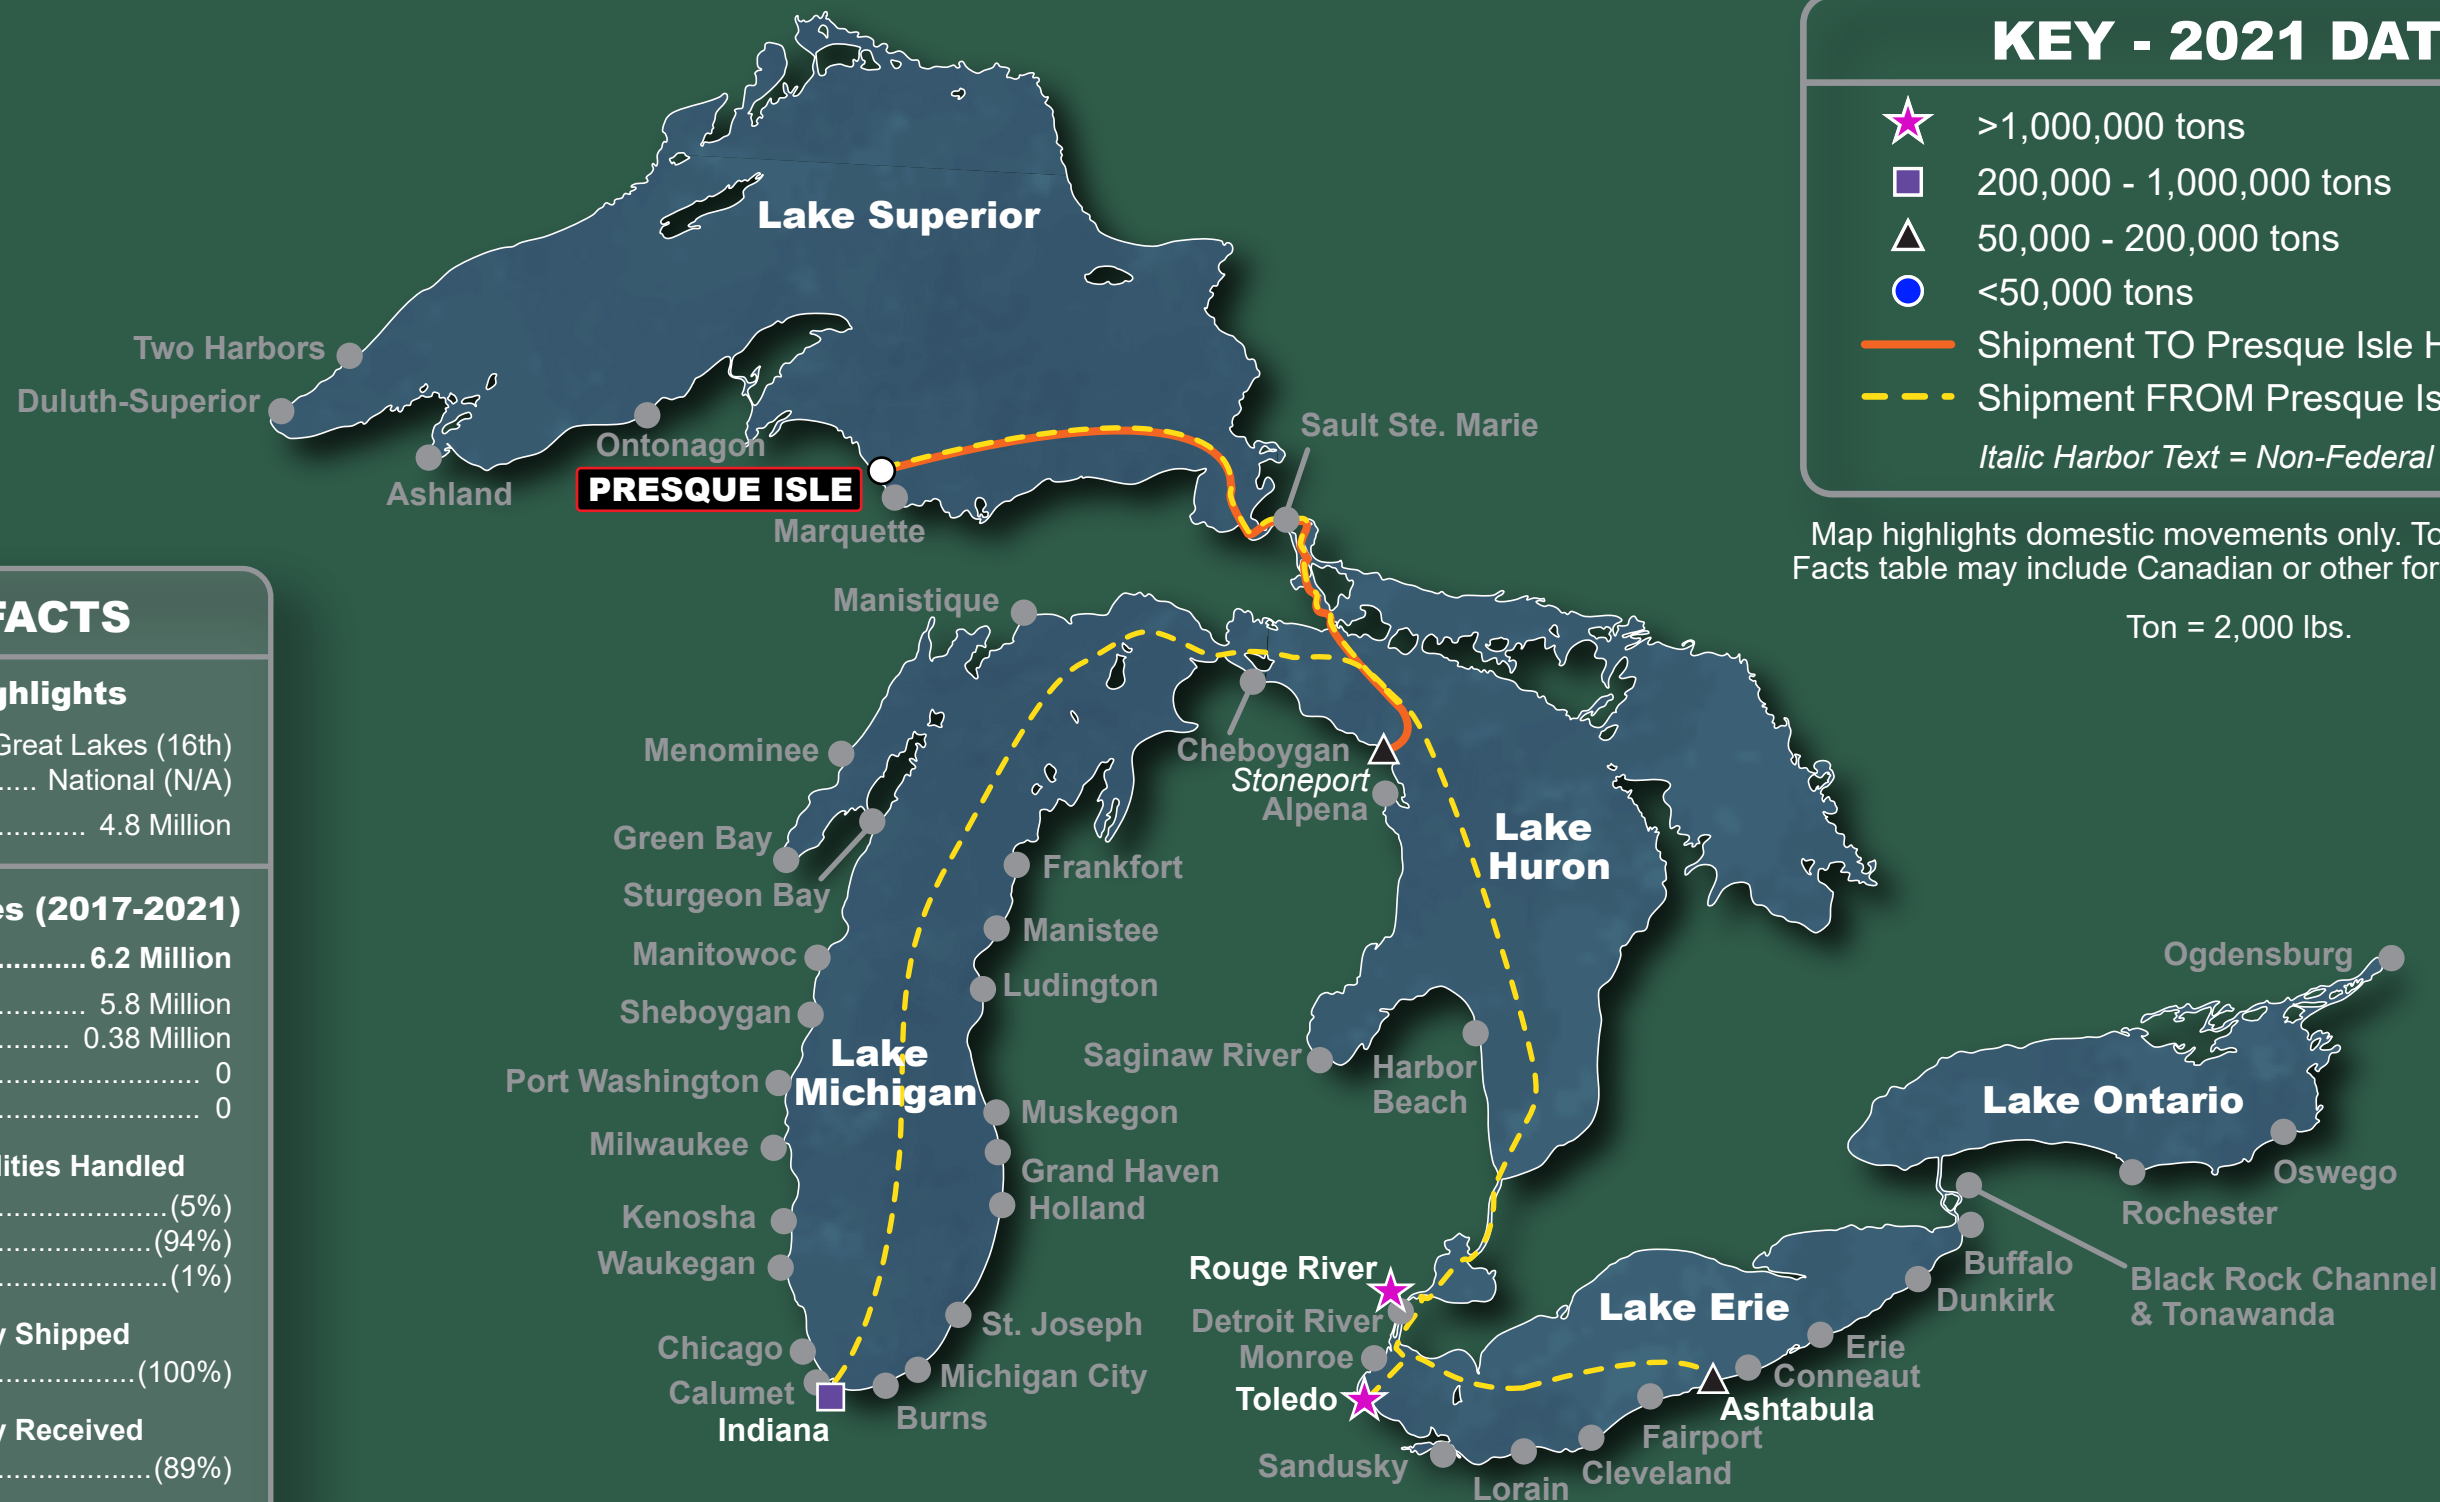 KEY - 2021 DAT
>1,000,000 tons
200,000 - 1,000,000 tons
50,000 - 200,000 tons
<50,000 tons
Shipment TO Presque Isle H
Shipment FROM Presque Is
Italic Harbor Text = Non-Federal
Map highlights domestic movements only. To
Facts table may include Canadian or other for
Ton = 2,000 lbs.
Lake Superior
Two Harbors
Duluth-Superior
Ashland
Ontonagon
PRESQUE ISLE
Marquette
Sault Ste. Marie
FACTS
ghlights
Great Lakes (16th)
..... National (N/A)
............ 4.8 Million
es (2017-2021)
...........6.2 Million
............ 5.8 Million
.......... 0.38 Million
......................... 0
......................... 0
lities Handled
.....................(5%)
...................(94%)
.....................(1%)
y Shipped
.................(100%)
y Received
...................(89%)
Manistique
Menominee
Green Bay
Sturgeon Bay
Manitowoc
Sheboygan
Port Washington
Milwaukee
Kenosha
Waukegan
Chicago
Calumet
Indiana
Burns
Michigan City
St. Joseph
Holland
Grand Haven
Muskegon
Ludington
Manistee
Frankfort
Lake
Michigan
Cheboygan
Stoneport
Alpena
Lake
Huron
Saginaw River
Harbor
Beach
Rouge River
Detroit River
Monroe
Toledo
Sandusky
Lorain
Cleveland
Fairport
Ashtabula
Conneaut
Erie
Dunkirk
Buffalo
Lake Erie
Black Rock Channel
& Tonawanda
Lake Ontario
Rochester
Oswego
Ogdensburg